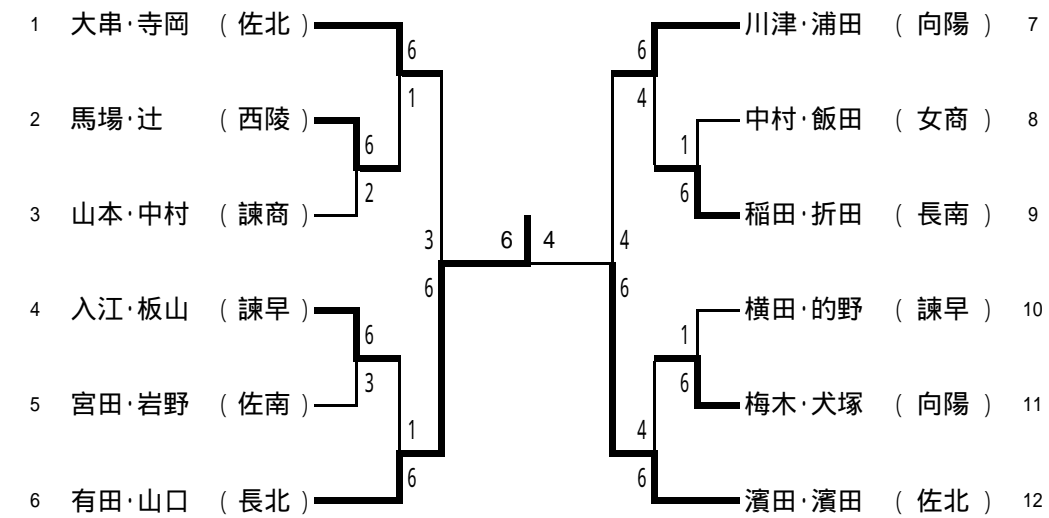 1 大串･寺岡 ( 佐北 ) 川津･浦田 ( 向陽 ) 7
6 6
1 4
2 馬場･辻 ( 西陵 ) 中村･飯田 ( 女商 ) 8
6 1
2 6
3 山本･中村 ( 諫商 ) 稲田･折田 ( 長南 ) 9
3 6 4 4
6 6
4 入江･板山 ( 諫早 ) 横田･的野 ( 諫早 ) 10
6 1
3 6
5 宮田･岩野 ( 佐南 ) 梅木･犬塚 ( 向陽 ) 11
1 4
6 6
6 有田･山口 ( 長北 ) 濱田･濱田 ( 佐北 ) 12